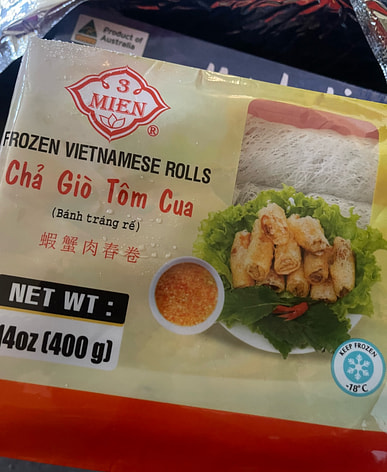 Product of
Australia
3
MIEN
®
FROZEN VIETNAMESE ROLLS
Chả Giò Tôm Cua
(Bánh tráng rế)
蝦蟹肉春卷
NET WT :
14oz (400 g)
KEEP FROZEN
-18°C